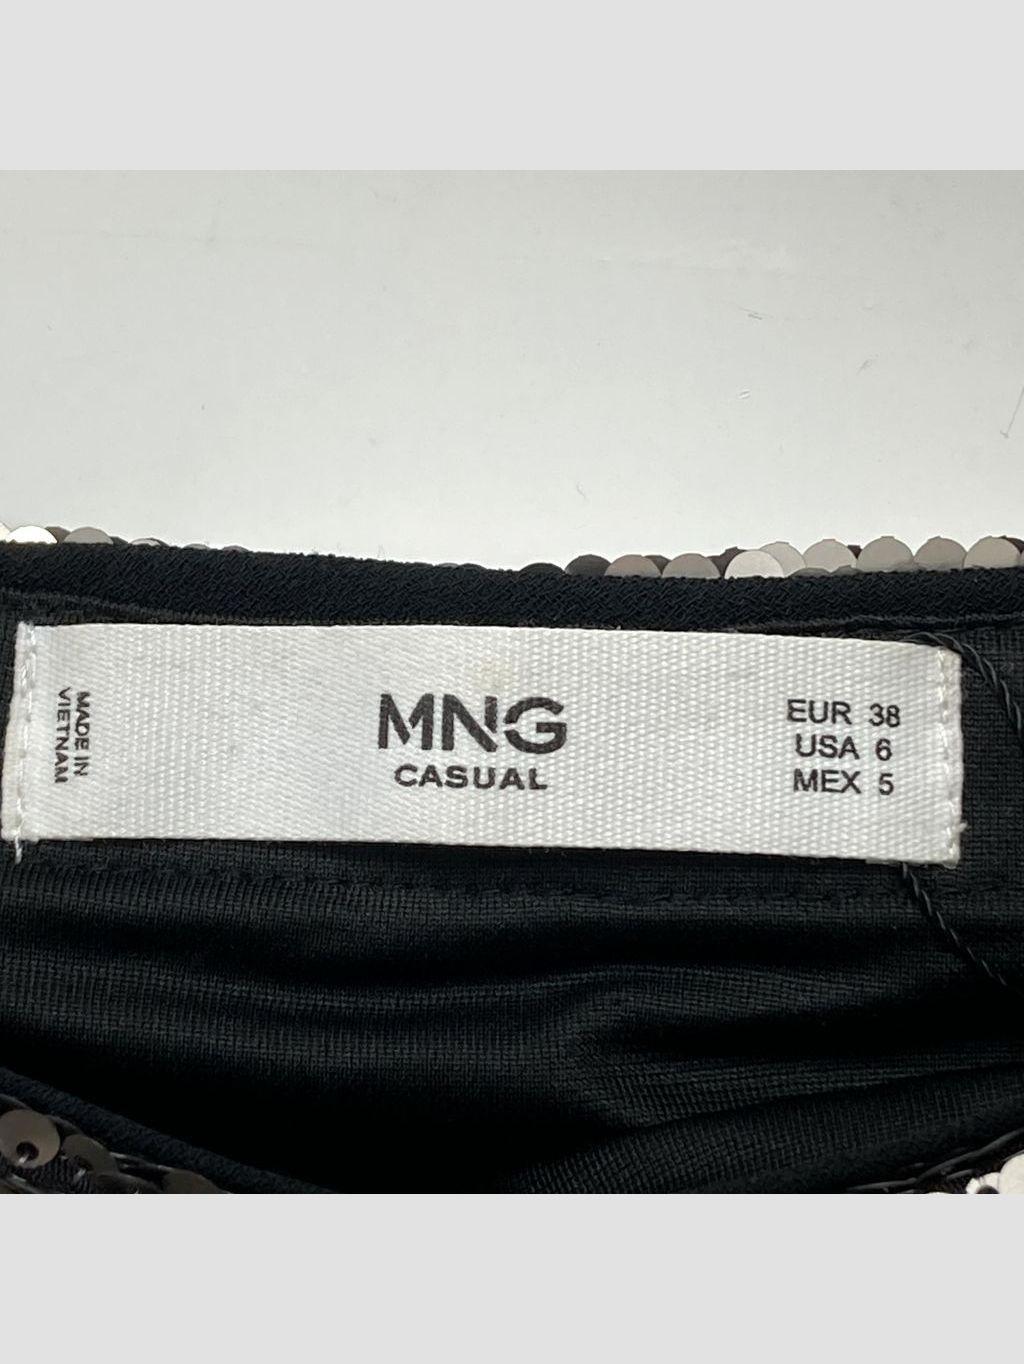 MADE IN
VIETNAM
MNG
CASUAL
EUR 38
USA 6
MEX 5